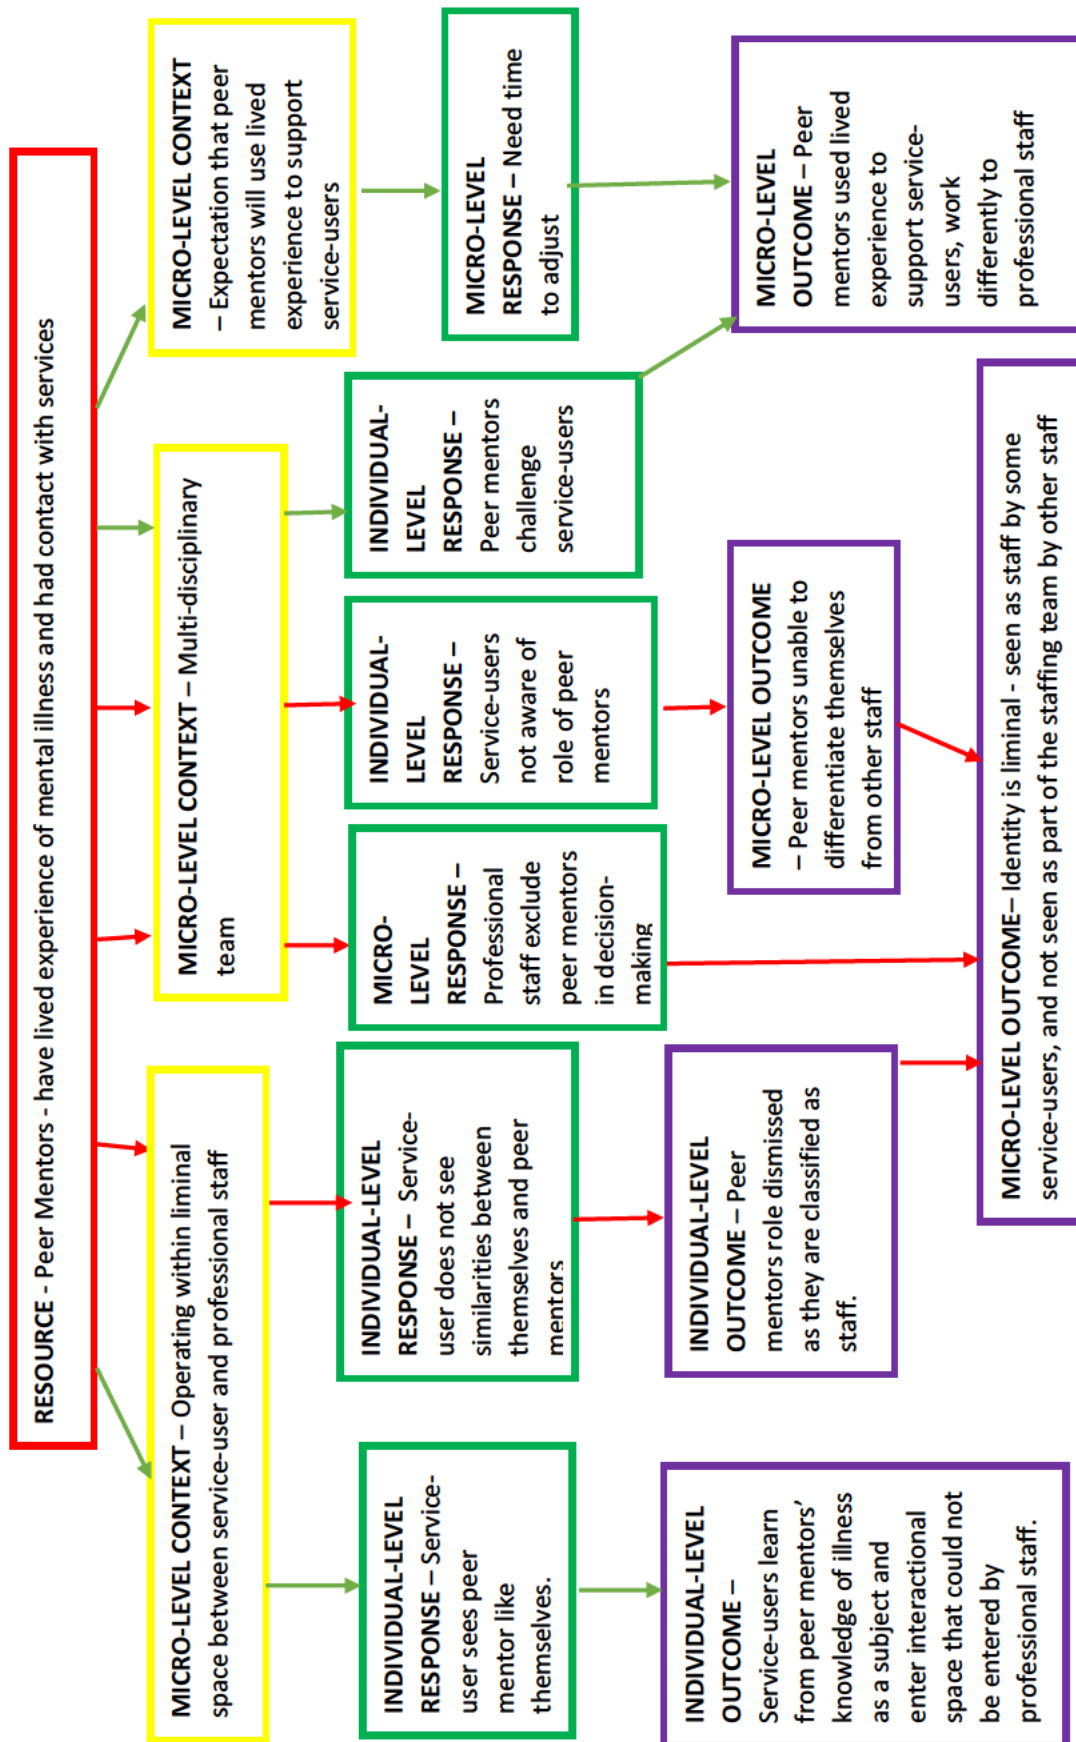 RESOURCE - Peer Mentors - have lived experience of mental illness and had contact with services
MICRO-LEVEL CONTEXT – Operating within liminal
space between service-user and professional staff
MICRO-LEVEL CONTEXT – Multi-disciplinary
team
MICRO-LEVEL CONTEXT
– Expectation that peer
mentors will use lived
experience to support
service-users
INDIVIDUAL-LEVEL
RESPONSE – Service-
user sees peer
mentor like
themselves.
INDIVIDUAL-LEVEL
RESPONSE – Service-
user does not see
similarities between
themselves and peer
mentors
MICRO-
LEVEL
RESPONSE –
Professional
staff exclude
peer mentors
in decision-
making
INDIVIDUAL-
LEVEL
RESPONSE –
Service-users
not aware of
role of peer
mentors
INDIVIDUAL-
LEVEL
RESPONSE –
Peer mentors
challenge
service-users
MICRO-LEVEL
RESPONSE – Need time
to adjust
INDIVIDUAL-LEVEL
OUTCOME –
Service-users learn
from peer mentors’
knowledge of illness
as a subject and
enter interactional
space that could not
be entered by
professional staff.
INDIVIDUAL-LEVEL
OUTCOME – Peer
mentors role dismissed
as they are classified as
staff.
MICRO-LEVEL OUTCOME
– Peer mentors unable to
differentiate themselves
from other staff
MICRO-LEVEL
OUTCOME – Peer
mentors used lived
experience to
support service-
users, work
differently to
professional staff
MICRO-LEVEL OUTCOME– Identity is liminal - seen as staff by some
service-users, and not seen as part of the staffing team by other staff